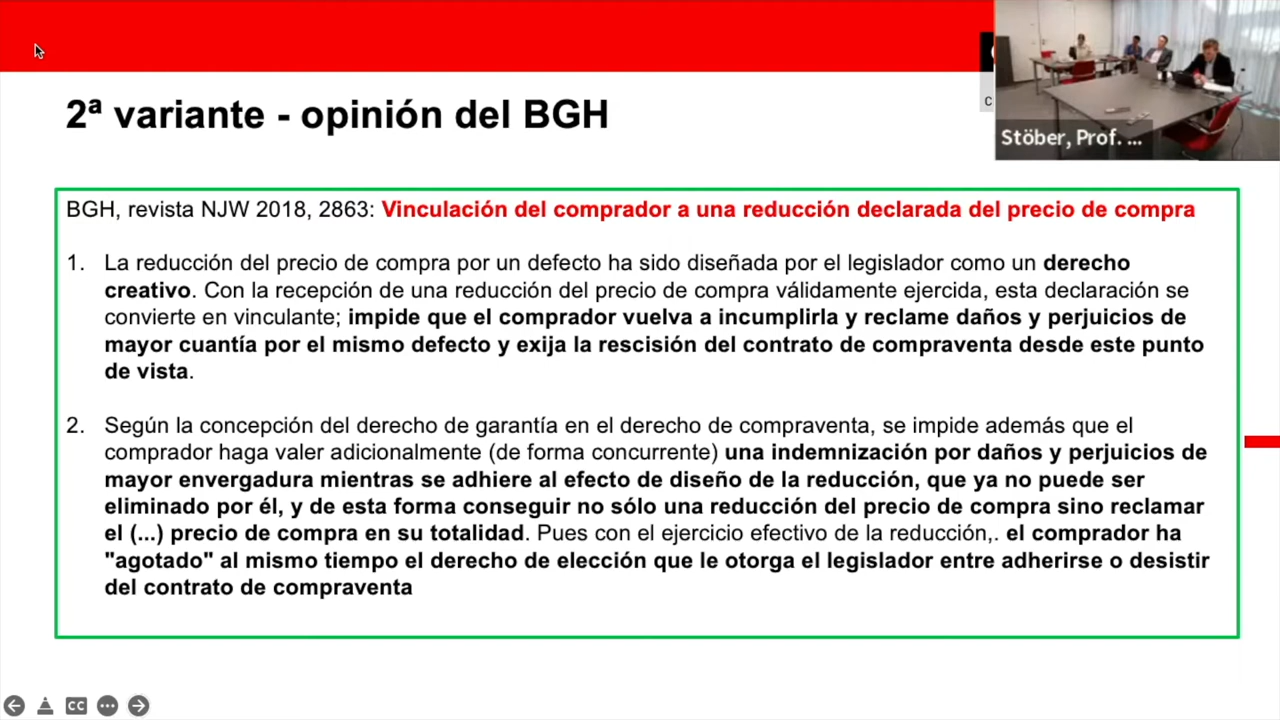 2ª variante - opinión del BGH
C
Stöber, Prof. ...
BGH, revista NJW 2018, 2863: Vinculación del comprador a una reducción declarada del precio de compra
1. La reducción del precio de compra por un defecto ha sido diseñada por el legislador como un derecho
creativo. Con la recepción de una reducción del precio de compra válidamente ejercida, esta declaración se
convierte en vinculante; impide que el comprador vuelva a incumplirla y reclame daños y perjuicios de
mayor cuantía por el mismo defecto y exija la rescisión del contrato de compraventa desde este punto
de vista.
2. Según la concepción del derecho de garantía en el derecho de compraventa, se impide además que el
comprador haga valer adicionalmente (de forma concurrente) una indemnización por daños y perjuicios de
mayor envergadura mientras se adhiere al efecto de diseño de la reducción, que ya no puede ser
eliminado por él, y de esta forma conseguir no sólo una reducción del precio de compra sino reclamar
el (...) precio de compra en su totalidad. Pues con el ejercicio efectivo de la reducción,. el comprador ha
"agotado" al mismo tiempo el derecho de elección que le otorga el legislador entre adherirse o desistir
del contrato de compraventa
CC